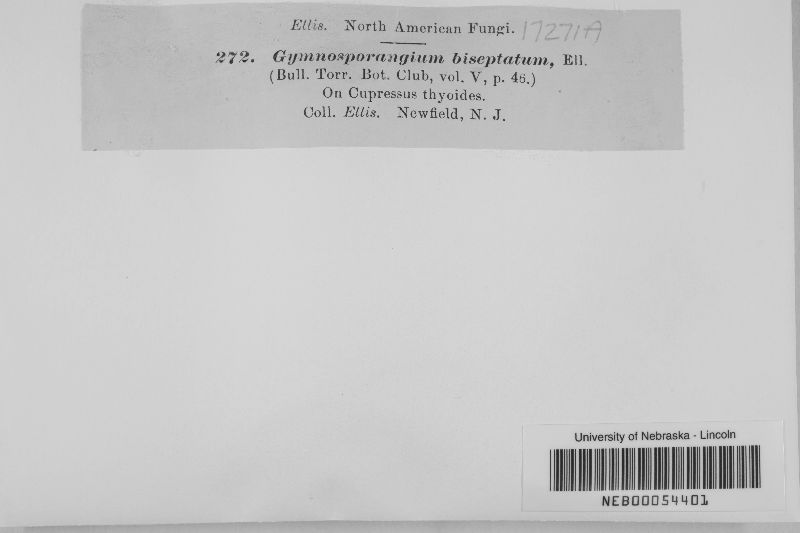 Ellis. North American Fungi. 17271A
272. Gymnosporangium biseptatum, Ell.
(Bull. Torr. Bot. Club, vol. V, p. 46.)
On Cupressus thyoides.
Coll. Ellis. Newfield, N. J.
University of Nebraska - Lincoln
NEB00054401